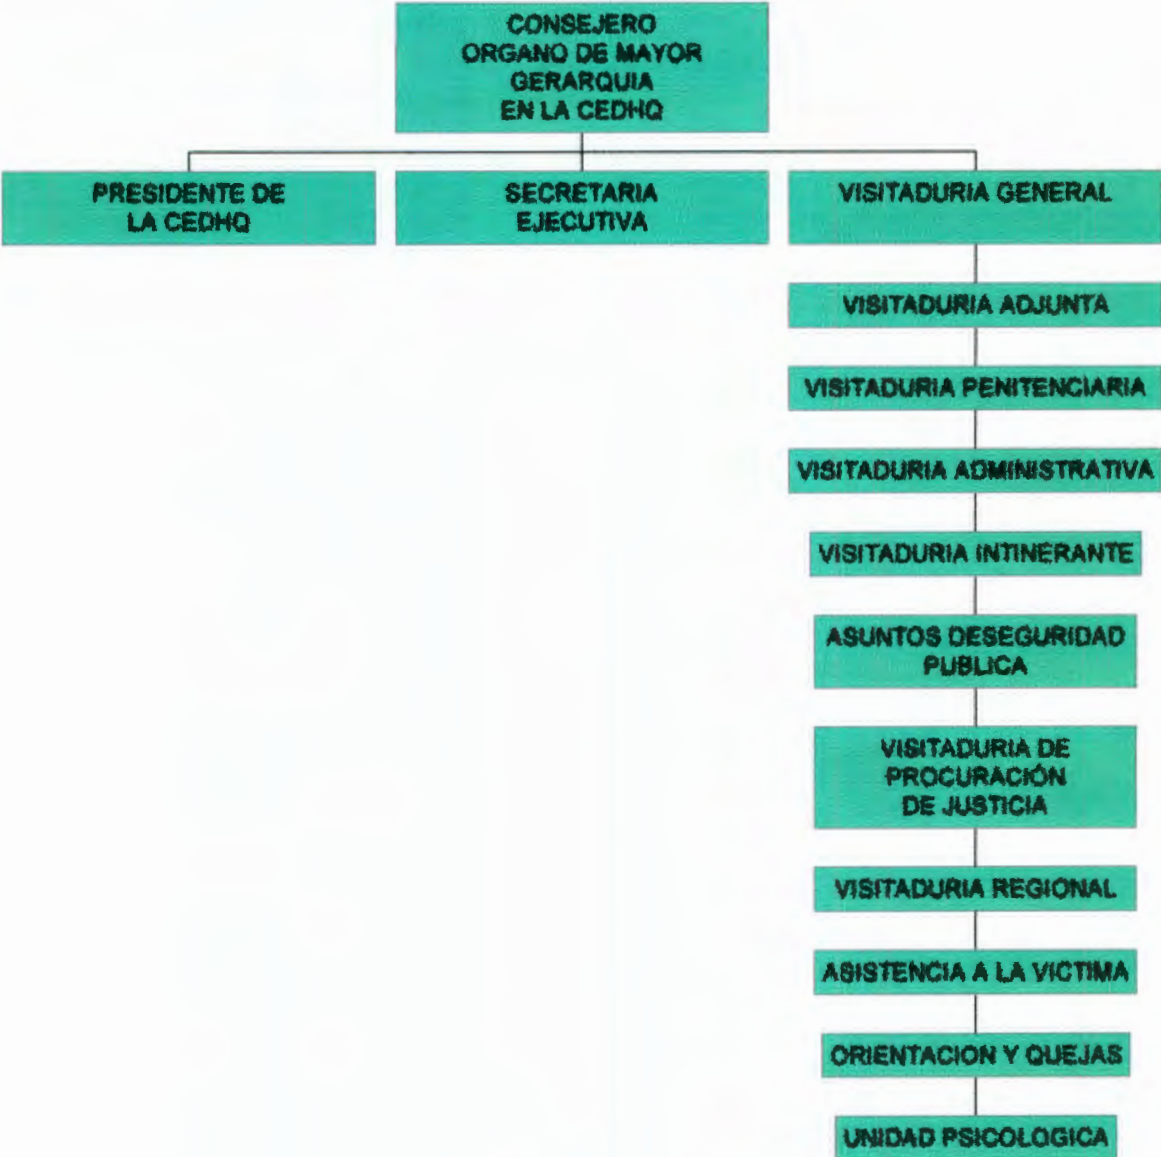 CONSEJERO
ORGANO DE MAYOR
GERARQUIA
EN LA CEDHQ
PRESIDENTE DE
LA CEDHQ
SECRETARIA
EJECUTIVA
VISITADURIA GENERAL
VISITADURIA ADJUNTA
VISITADURIA PENITENCIARIA
VISITADURIA ADMINISTRATIVA
VISITADURIA INTINERANTE
ASUNTOS DESEGURIDAD
PUBLICA
VISITADURIA DE
PROCURACIÓN
DE JUSTICIA
VISITADURIA REGIONAL
ASISTENCIA A LA VICTIMA
ORIENTACION Y QUEJAS
UNIDAD PSICOLOGICA